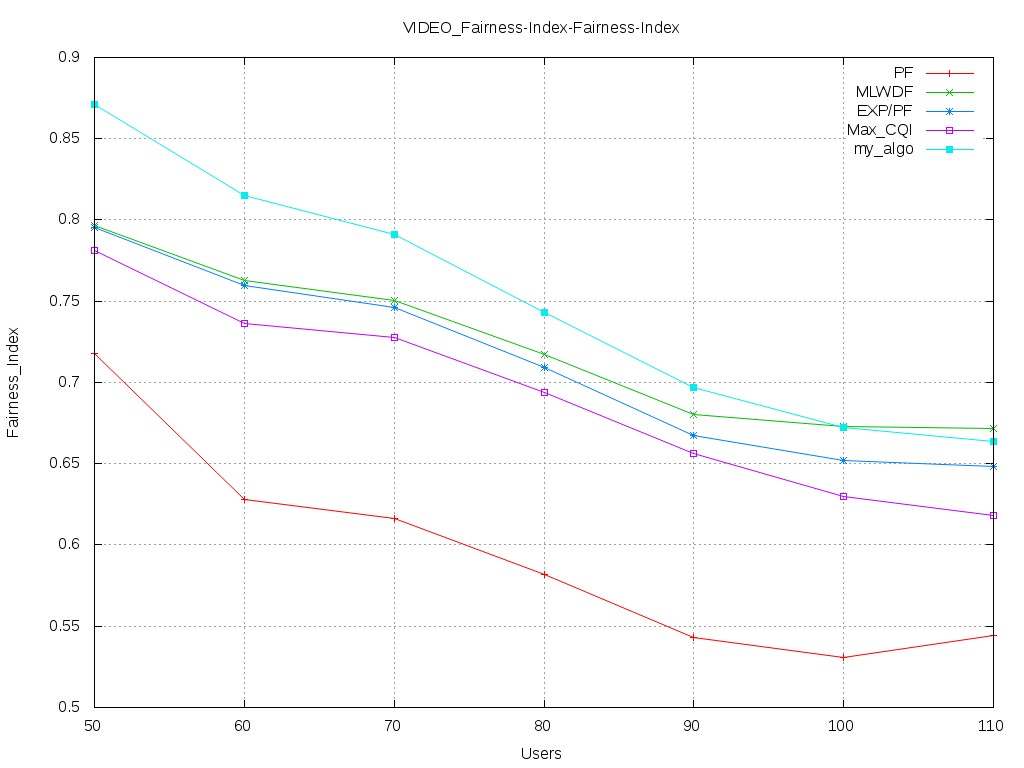 VIDEO_Fairness-Index-Fairness-Index
PF
MLWDF
EXP/PF
Max_CQI
my_algo
0.9
0.85
0.8
0.75
0.7
0.65
0.6
0.55
0.5
Fairness_Index
50 60 70 80 90 100 110
Users